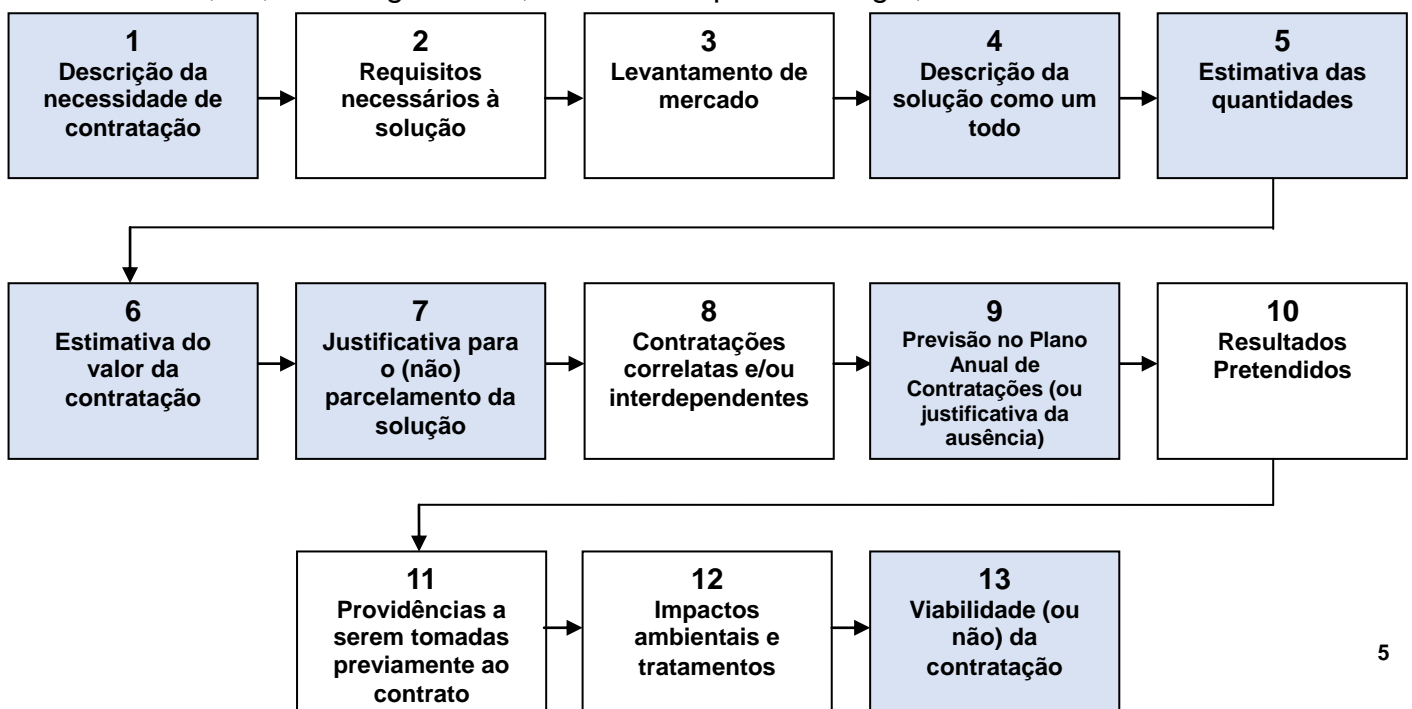 1
Descrição da
necessidade de
contratação
2
Requisitos
necessários à
solução
3
Levantamento de
mercado
4
Descrição da
solução como um
todo
5
Estimativa das
quantidades
6
Estimativa do
valor da
contratação
7
Justificativa para
o (não)
parcelamento da
solução
8
Contratações
correlatas e/ou
interdependentes
9
Previsão no Plano
Anual de
Contratações (ou
justificativa da
ausência)
10
Resultados
Pretendidos
11
Providências a
serem tomadas
previamente ao
contrato
12
Impactos
ambientais e
tratamentos
13
Viabilidade (ou
não) da
contratação
5